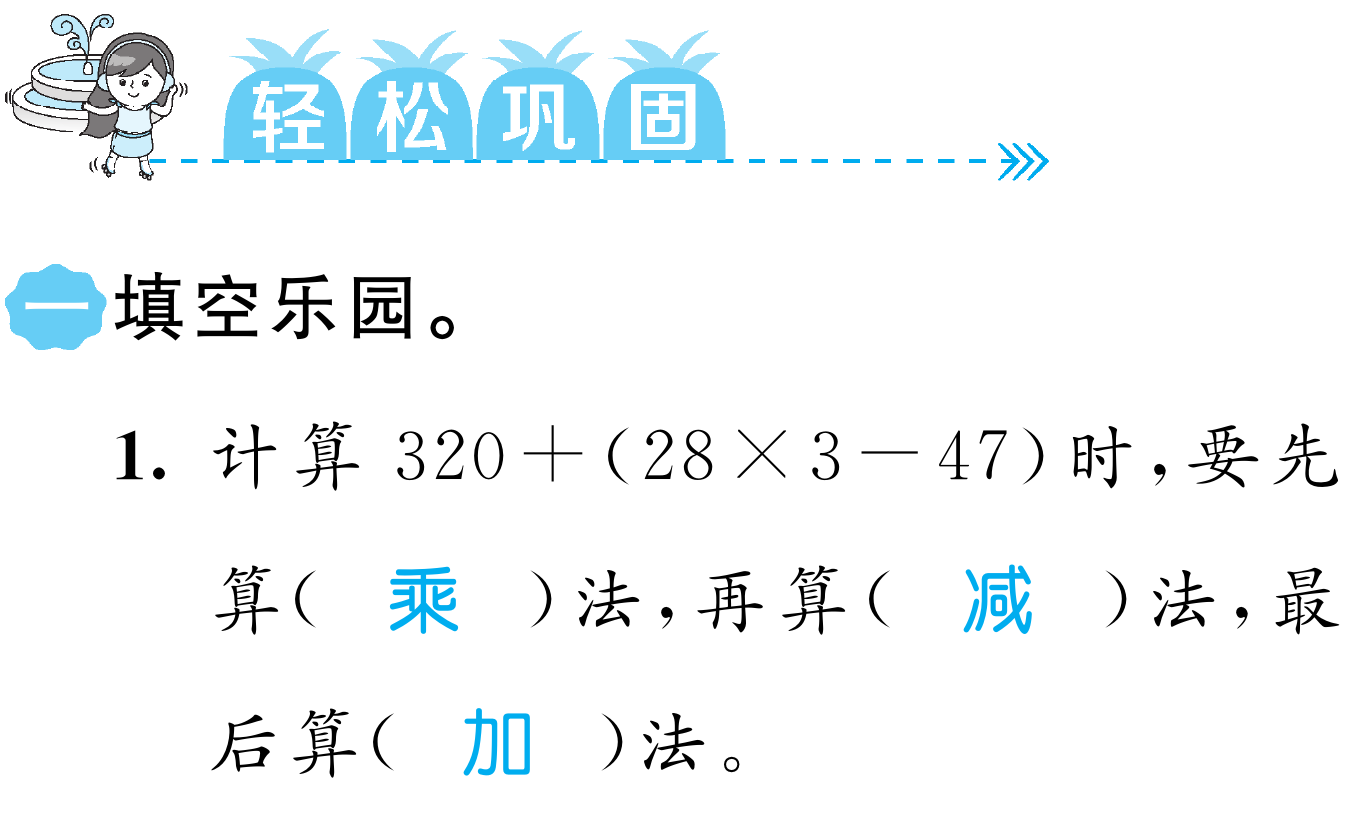 轻松巩固
一 填空乐园。
1. 计算 320+(28×3-47)时,要先
算( 乘 )法,再算( 减 )法,最
后算( 加 )法。